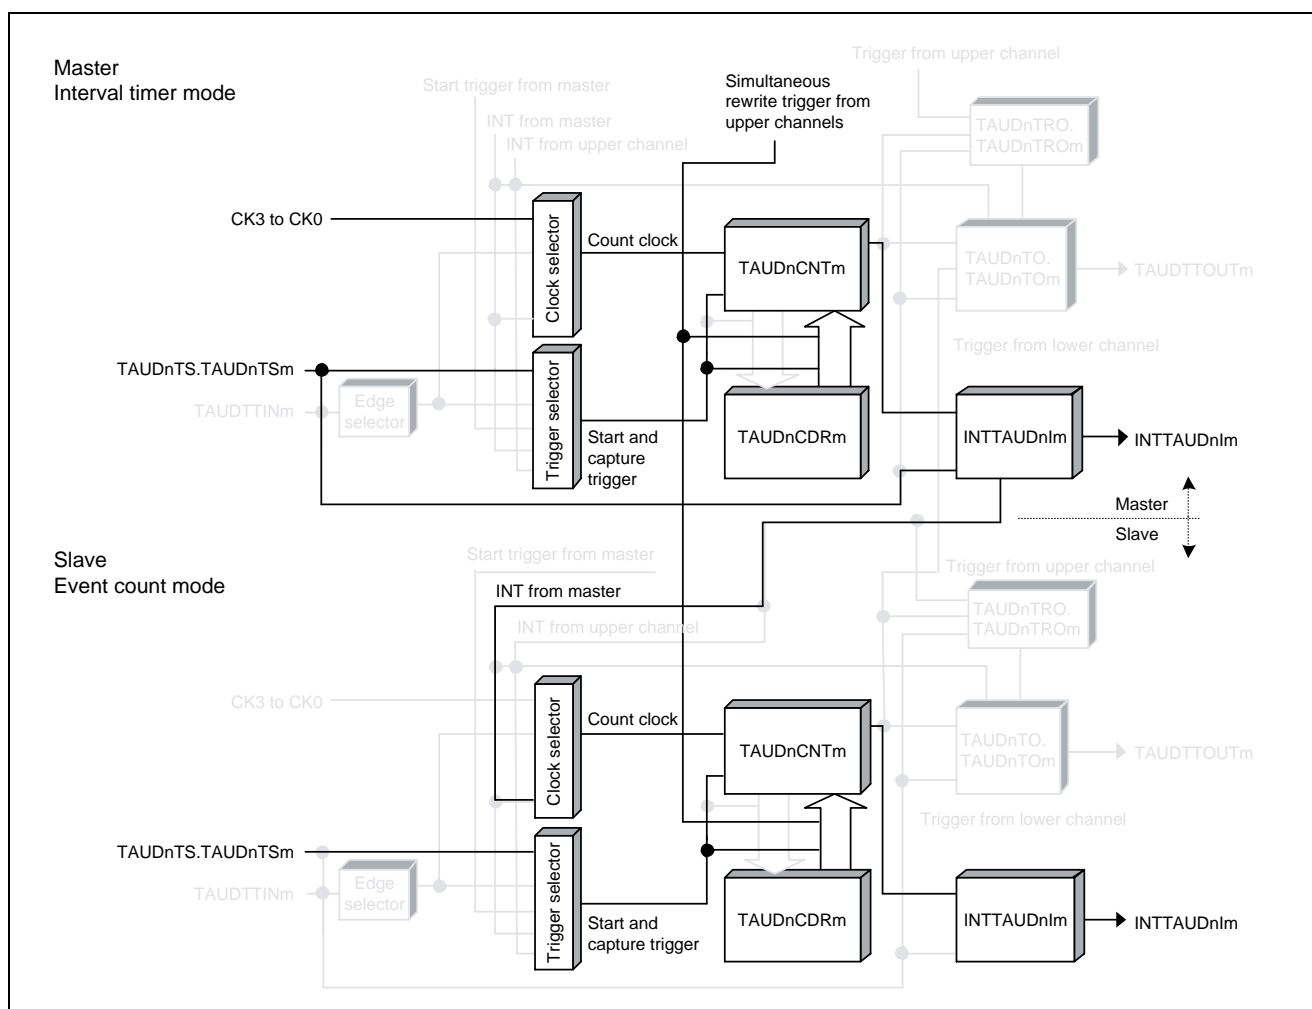 Master
Interval timer mode
Trigger from upper channel
Start trigger from master
Simultaneous
rewrite trigger from
upper channels
INT from master
INT from upper channel
TAUDnTRO.
TAUDnTROm
CK3 to CK0
Clock selector
Count clock
TAUDnCNTm
TAUDnTO.
TAUDnTOm
TAUDTTOUTm
Trigger from lower channel
TAUDnTS.TAUDnTSm
TAUDTTINm
Edge
selector
Trigger selector
Start and
capture
trigger
TAUDnCDRm
INTTAUDnIm
INTTAUDnIm
Master
Slave
Slave
Event count mode
Start trigger from master
Trigger from upper channel
INT from master
INT from upper channel
TAUDnTRO.
TAUDnTROm
CK3 to CK0
Clock selector
Count clock
TAUDnCNTm
TAUDnTO.
TAUDnTOm
TAUDTTOUTm
Trigger from lower channel
TAUDnTS.TAUDnTSm
TAUDTTINm
Edge
selector
Trigger selector
Start and
capture trigger
TAUDnCDRm
INTTAUDnIm
INTTAUDnIm